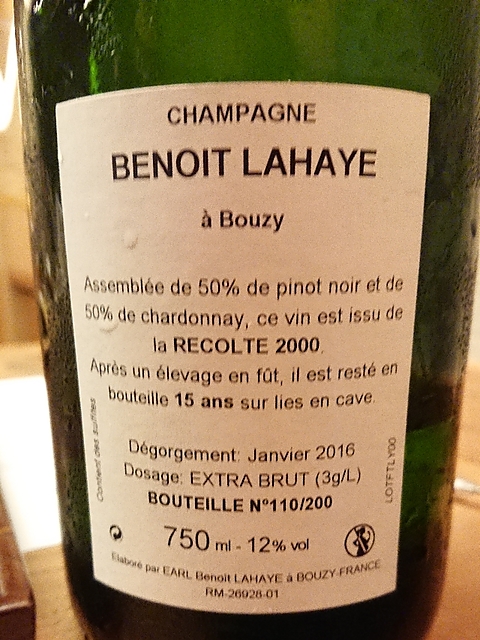 CHAMPAGNE
BENOIT LAHAYE
à Bouzy
Assemblée de 50% de pinot noir et de
50% de chardonnay, ce vin est issu de
la RECOLTE 2000.
Après un élevage en fût, il est resté en
bouteille 15 ans sur lies en cave.
Dégorgement: Janvier 2016
Dosage: EXTRA BRUT (3g/L)
BOUTEILLE N°110/200
750 ml - 12% vol
Elaboré par EARL Benoit LAHAYE à BOUZY-FRANCE
RM-26928-01
Contient des sulfites
LOTFTLY00